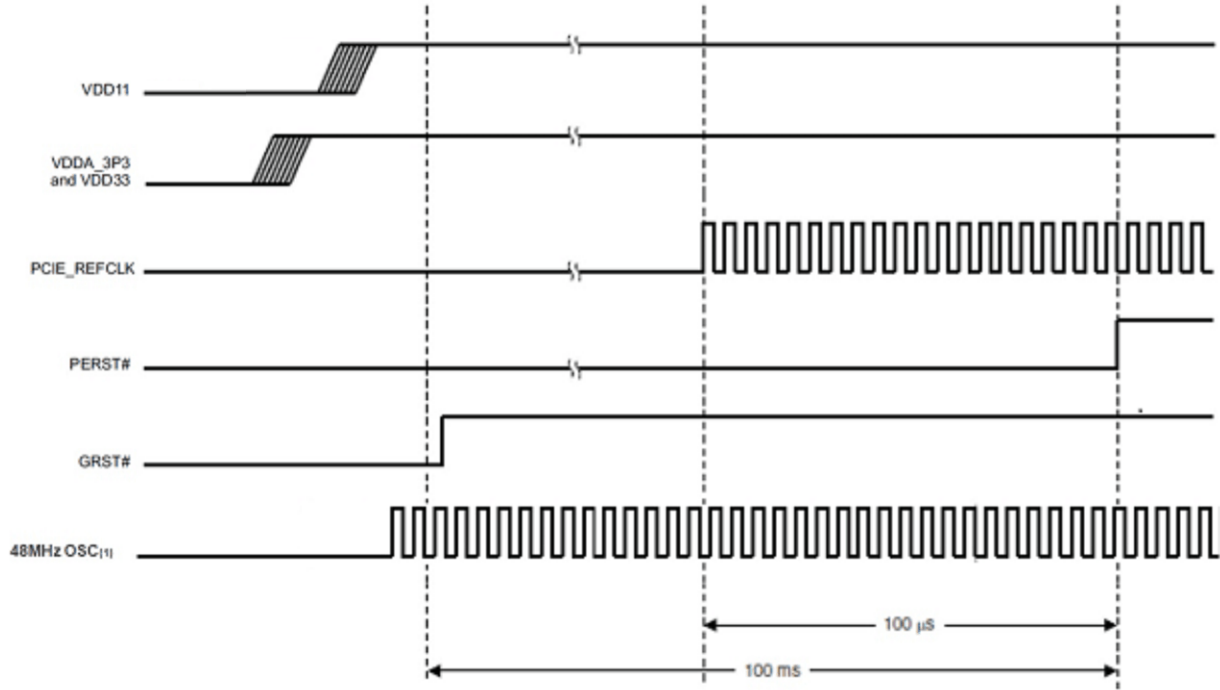 VDD11
VDDA_3P3
and VDD33
PCIE_REFCLK
PERST#
GRST#
48MHz OSC[1]
100 µs
100 ms